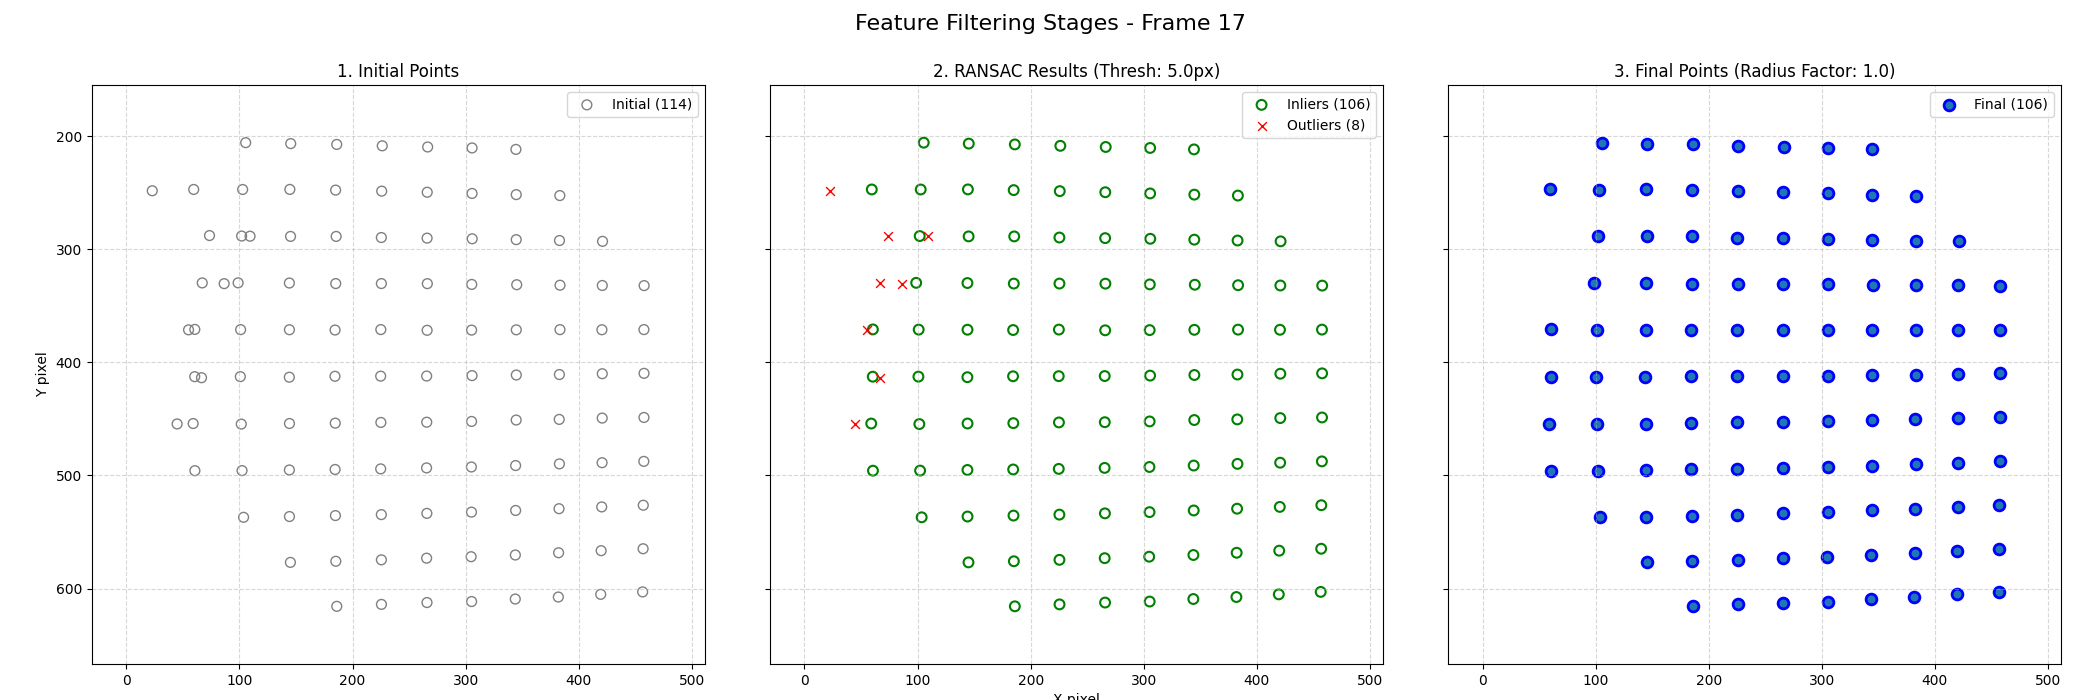 Feature Filtering Stages - Frame 17
1. Initial Points
Initial (114)
200
300
400
500
600
Y pixel
0 100 200 300 400 500
2. RANSAC Results (Thresh: 5.0px)
Inliers (106)
Outliers (8)
0 100 200 300 400 500
X pixel
3. Final Points (Radius Factor: 1.0)
Final (106)
0 100 200 300 400 500